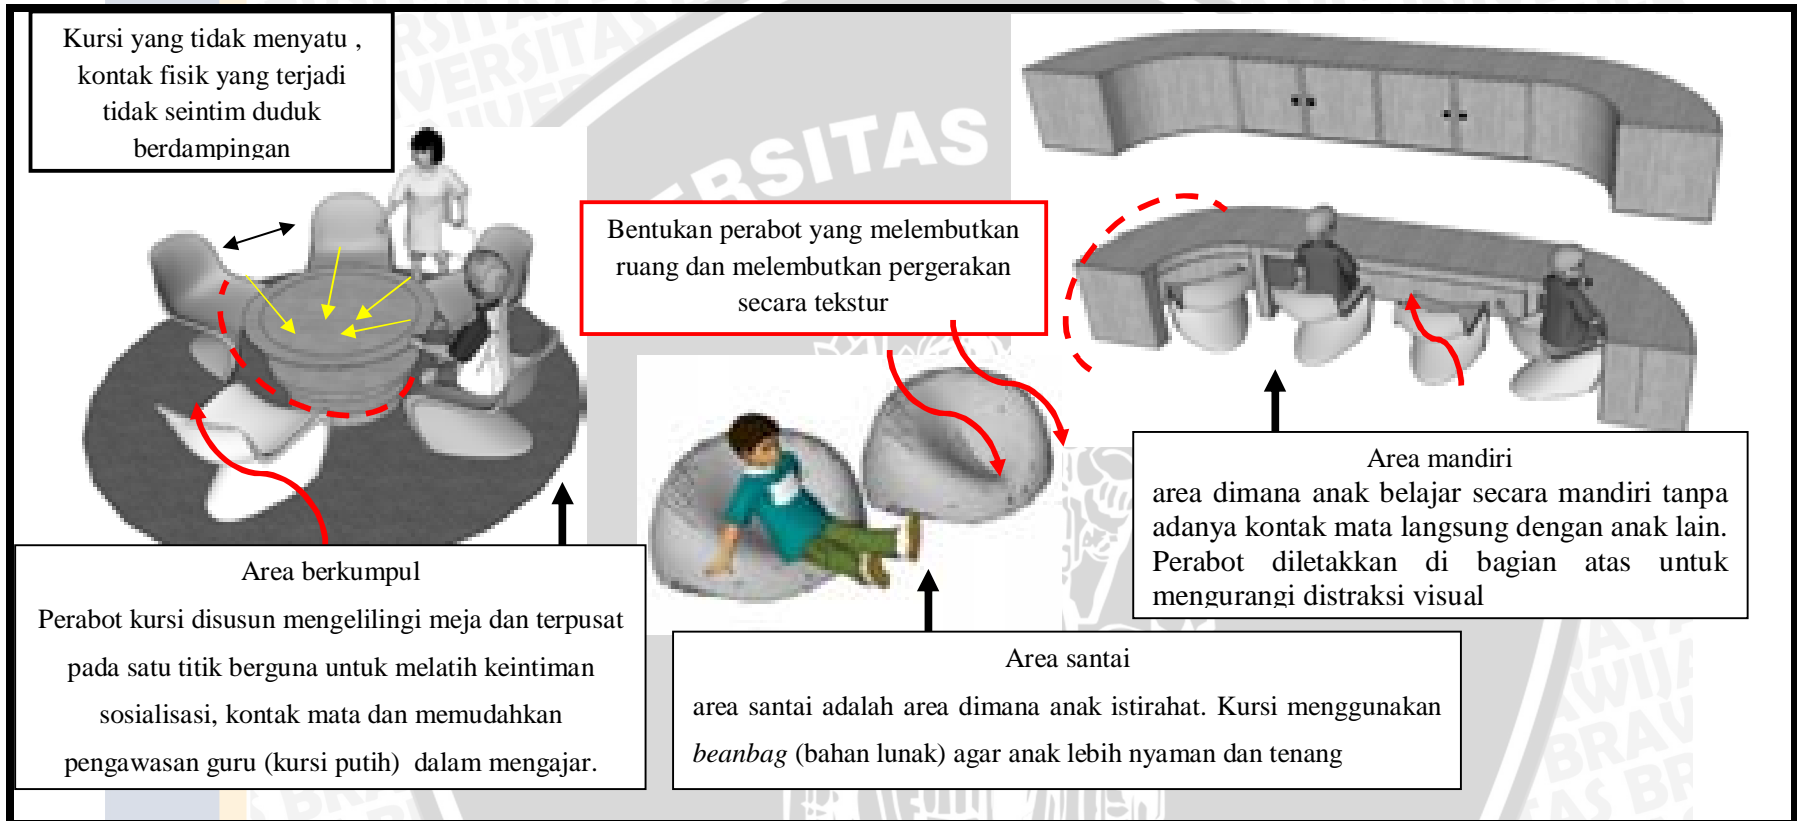 Kursi yang tidak menyatu ,
kontak fisik yang terjadi
tidak seintim duduk
berdampingan
ERSITAS
Bentukan perabot yang melembutkan
ruang dan melembutkan pergerakan
secara tekstur
Area mandiri
area dimana anak belajar secara mandiri tanpa
adanya kontak mata langsung dengan anak lain.
Perabot diletakkan di bagian atas untuk
mengurangi distraksi visual
Area berkumpul
Perabot kursi disusun mengelilingi meja dan terpusat
pada satu titik berguna untuk melatih keintiman
sosialisasi, kontak mata dan memudahkan
pengawasan guru (kursi putih) dalam mengajar.
Area santai
area santai adalah area dimana anak istirahat. Kursi menggunakan
beanbag (bahan lunak) agar anak lebih nyaman dan tenang